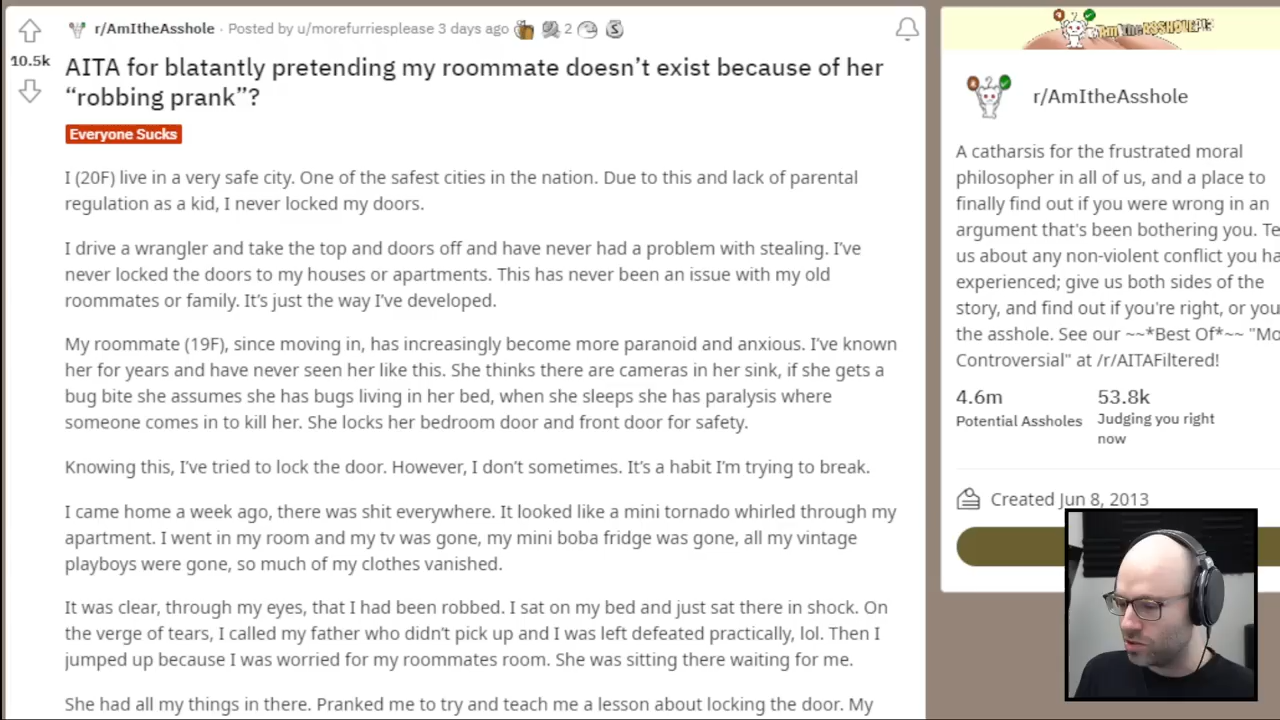 r/AmItheAsshole · Posted by u/morefurriesplease 3 days ago 2
10.5k
AITA for blatantly pretending my roommate doesn’t exist because of her
“robbing prank”?
Everyone Sucks
I (20F) live in a very safe city. One of the safest cities in the nation. Due to this and lack of parental
regulation as a kid, I never locked my doors.
I drive a wrangler and take the top and doors off and have never had a problem with stealing. I’ve
never locked the doors to my houses or apartments. This has never been an issue with my old
roommates or family. It’s just the way I’ve developed.
My roommate (19F), since moving in, has increasingly become more paranoid and anxious. I’ve known
her for years and have never seen her like this. She thinks there are cameras in her sink, if she gets a
bug bite she assumes she has bugs living in her bed, when she sleeps she has paralysis where
someone comes in to kill her. She locks her bedroom door and front door for safety.
Knowing this, I’ve tried to lock the door. However, I don’t sometimes. It’s a habit I’m trying to break.
I came home a week ago, there was shit everywhere. It looked like a mini tornado whirled through my
apartment. I went in my room and my tv was gone, my mini boba fridge was gone, all my vintage
playboys were gone, so much of my clothes vanished.
It was clear, through my eyes, that I had been robbed. I sat on my bed and just sat there in shock. On
the verge of tears, I called my father who didn’t pick up and I was left defeated practically, lol. Then I
jumped up because I was worried for my roommates room. She was sitting there waiting for me.
She had all my things in there. Pranked me to try and teach me a lesson about locking the door. My
r/AmItheAsshole
A catharsis for the frustrated moral
philosopher in all of us, and a place to
finally find out if you were wrong in an
argument that's been bothering you. Te
us about any non-violent conflict you ha
experienced; give us both sides of the
story, and find out if you're right, or you
the asshole. See our ~~*Best Of*~~ "Mo
Controversial" at /r/AITAFiltered!
4.6m 53.8k
Potential Assholes Judging you right
now
Created Jun 8, 2013